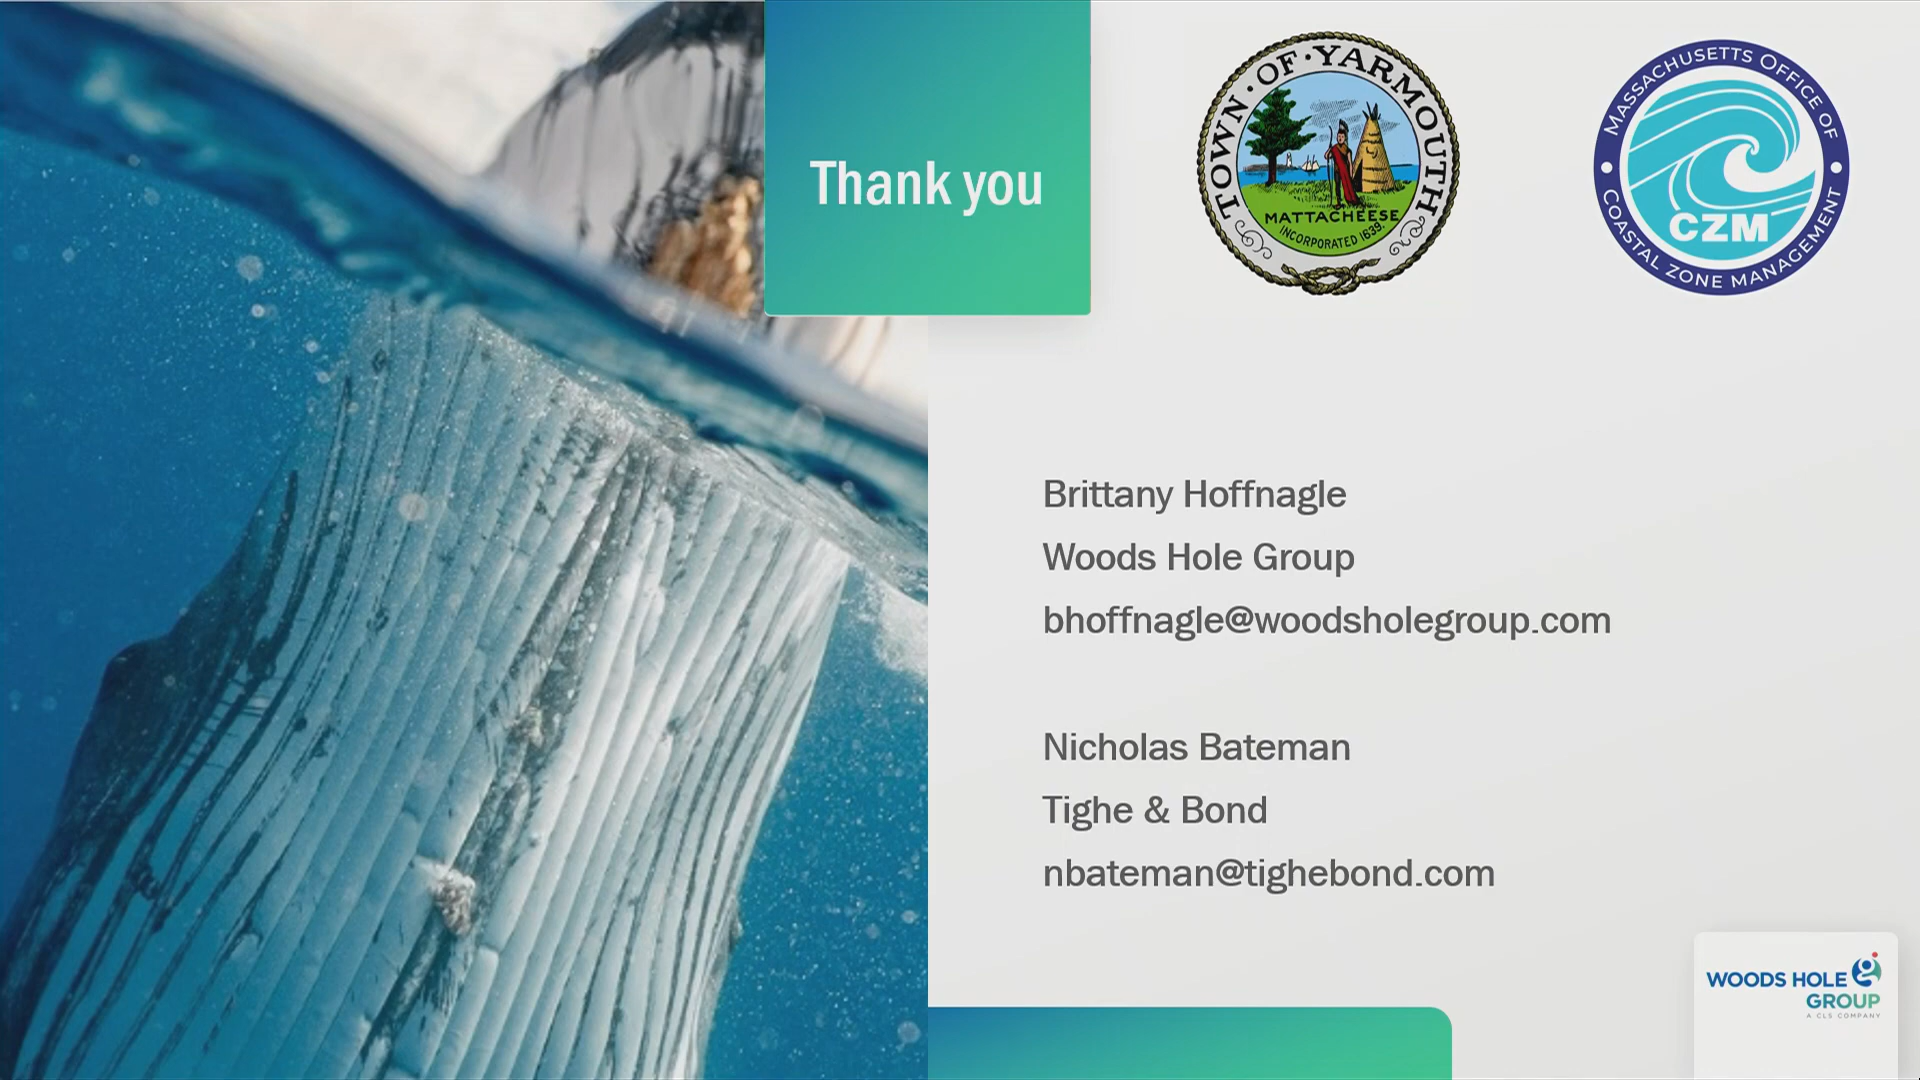 Thank you
TOWN · OF · YARMOUTH
MATTACHEESE
INCORPORATED 1639.
MASSACHUSETTS OFFICE OF
COASTAL ZONE MANAGEMENT
CZM
Brittany Hoffnagle
Woods Hole Group
bhoffnagle@woodsholegroup.com
Nicholas Bateman
Tighe & Bond
nbateman@tighebond.com
WOODS HOLE
GROUP
A CLS COMPANY